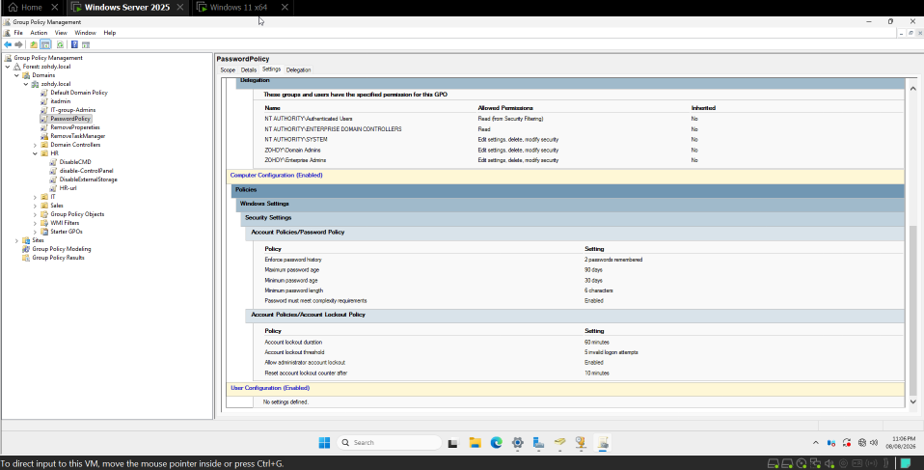 Home
Windows Server 2025
Windows 11 x64
Group Policy Management
File Action View Window Help
Group Policy Management
Forest: zohdy.local
Domains
zohdy.local
Default Domain Policy
itadmin
IT-group-Admins
PasswordPolicy
RemovePropereties
RemoveTaskManager
Domain Controllers
HR
DisableCMD
disable-ControlPanel
DisableExternalStorage
HR-url
IT
Sales
Group Policy Objects
WMI Filters
Starter GPOs
Sites
Group Policy Modeling
Group Policy Results
PasswordPolicy
Scope Details Settings Delegation
Delegation
These groups and users have the specified permission for this GPO
Name Allowed Permissions Inherited
NT AUTHORITY\Authenticated Users Read (from Security Filtering) No
NT AUTHORITY\ENTERPRISE DOMAIN CONTROLLERS Read No
NT AUTHORITY\SYSTEM Edit settings, delete, modify security No
ZOHDY\Domain Admins Edit settings, delete, modify security No
ZOHDY\Enterprise Admins Edit settings, delete, modify security No
Computer Configuration (Enabled)
Policies
Windows Settings
Security Settings
Account Policies/Password Policy
Policy Setting
Enforce password history 2 passwords remembered
Maximum password age 90 days
Minimum password age 30 days
Minimum password length 6 characters
Password must meet complexity requirements Enabled
Account Policies/Account Lockout Policy
Policy Setting
Account lockout duration 60 minutes
Account lockout threshold 5 invalid logon attempts
Allow administrator account lockout Enabled
Reset account lockout counter after 10 minutes
User Configuration (Enabled)
No settings defined.
Search
11:06 PM
08/08/2026
To direct input to this VM, move the mouse pointer inside or press Ctrl+G.